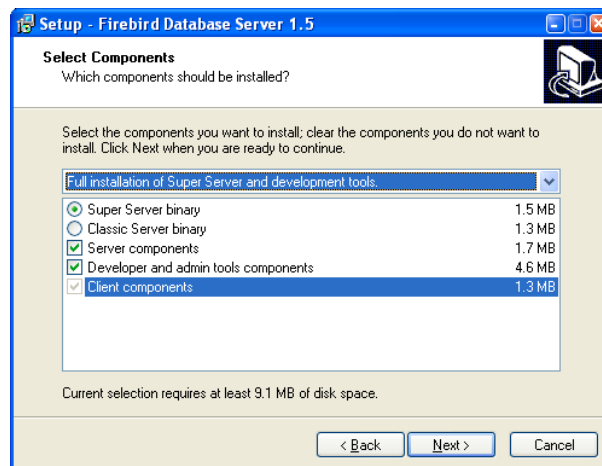 Setup - Firebird Database Server 1.5
Select Components
Which components should be installed?
Select the components you want to install; clear the components you do not want to
install. Click Next when you are ready to continue.
Full installation of Super Server and development tools.
Super Server binary 1.5 MB
Classic Server binary 1.3 MB
Server components 1.7 MB
Developer and admin tools components 4.6 MB
Client components 1.3 MB
Current selection requires at least 9.1 MB of disk space.
< Back Next > Cancel